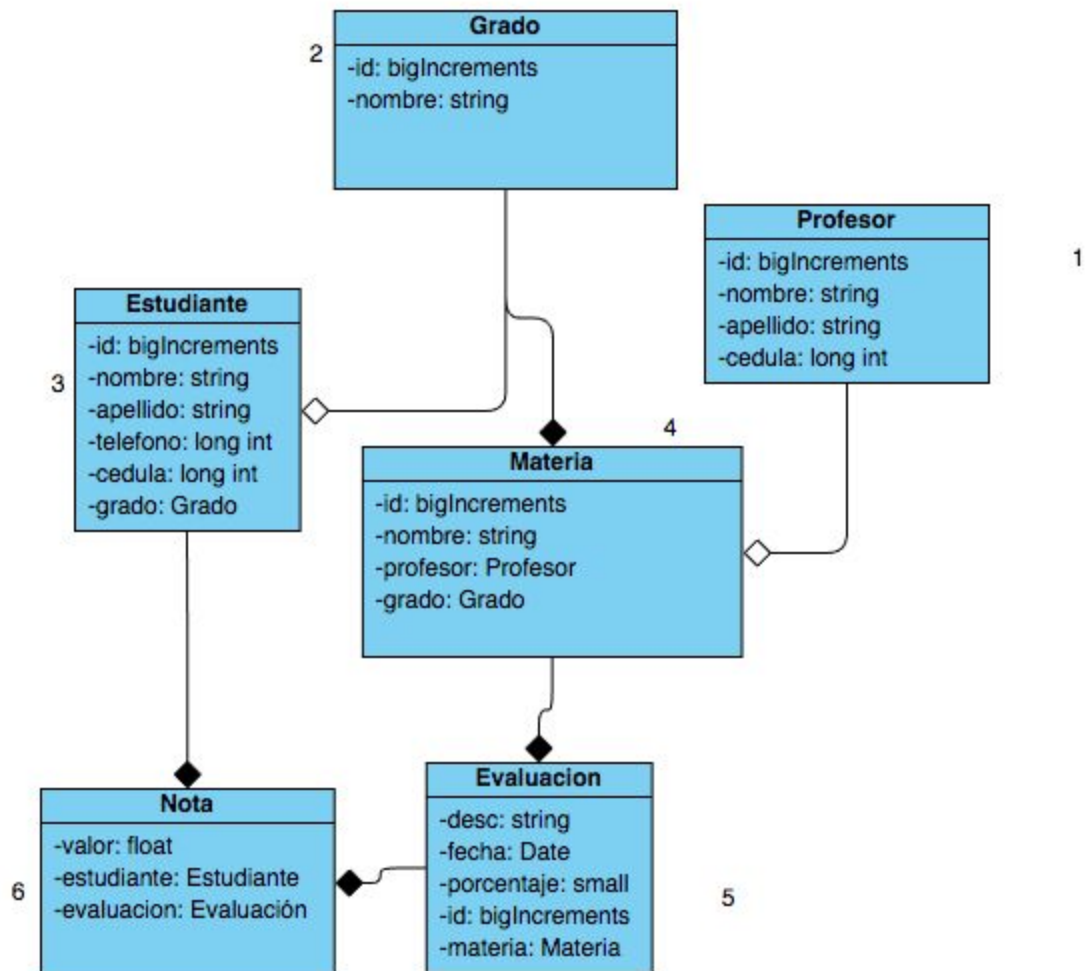 Grado
2
-id: bigIncrements
-nombre: string
Profesor
1
-id: bigIncrements
-nombre: string
-apellido: string
-cedula: long int
Estudiante
3
-id: bigIncrements
-nombre: string
-apellido: string
-telefono: long int
-cedula: long int
-grado: Grado
4
Materia
-id: bigIncrements
-nombre: string
-profesor: Profesor
-grado: Grado
Nota
6
-valor: float
-estudiante: Estudiante
-evaluacion: Evaluación
Evaluacion
5
-desc: string
-fecha: Date
-porcentaje: small
-id: bigIncrements
-materia: Materia